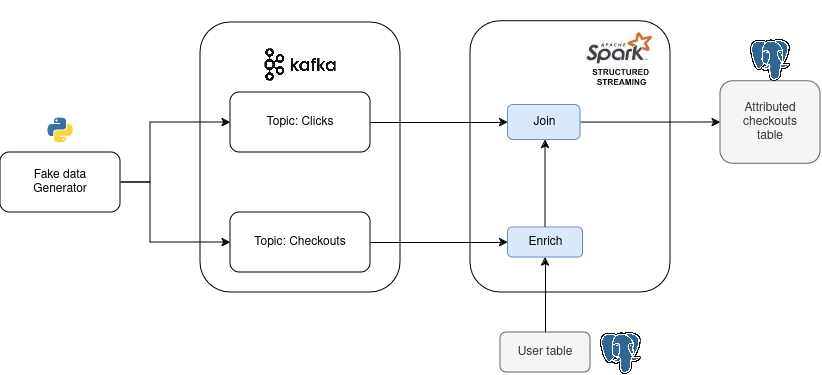 kafka
APACHE
Spark
STRUCTURED
STREAMING
Topic: Clicks
Join
Attributed
checkouts
table
Fake data
Generator
Topic: Checkouts
Enrich
User table